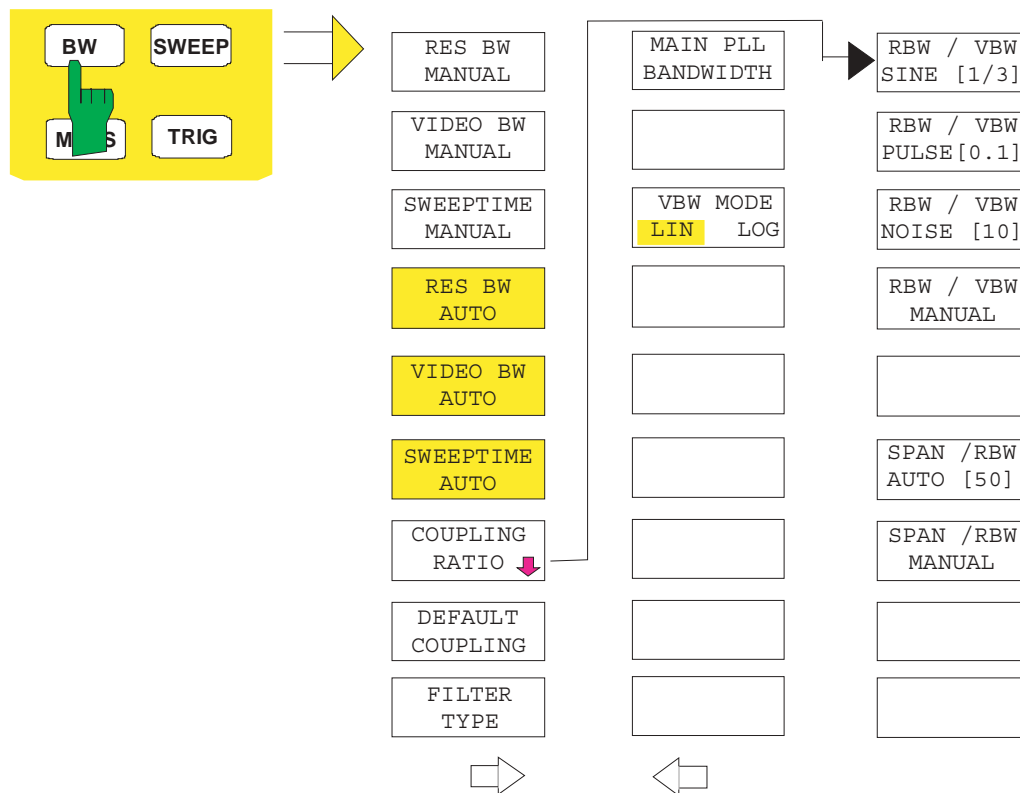 BW
SWEEP
TRIG
RES BW
MANUAL
VIDEO BW
MANUAL
SWEEPTIME
MANUAL
RES BW
AUTO
VIDEO BW
AUTO
SWEEPTIME
AUTO
COUPLING
RATIO
DEFAULT
COUPLING
FILTER
TYPE
MAIN PLL
BANDWIDTH
VBW MODE
LIN LOG
RBW / VBW
SINE [1/3]
RBW / VBW
PULSE[0.1]
RBW / VBW
NOISE [10]
RBW / VBW
MANUAL
SPAN /RBW
AUTO [50]
SPAN /RBW
MANUAL